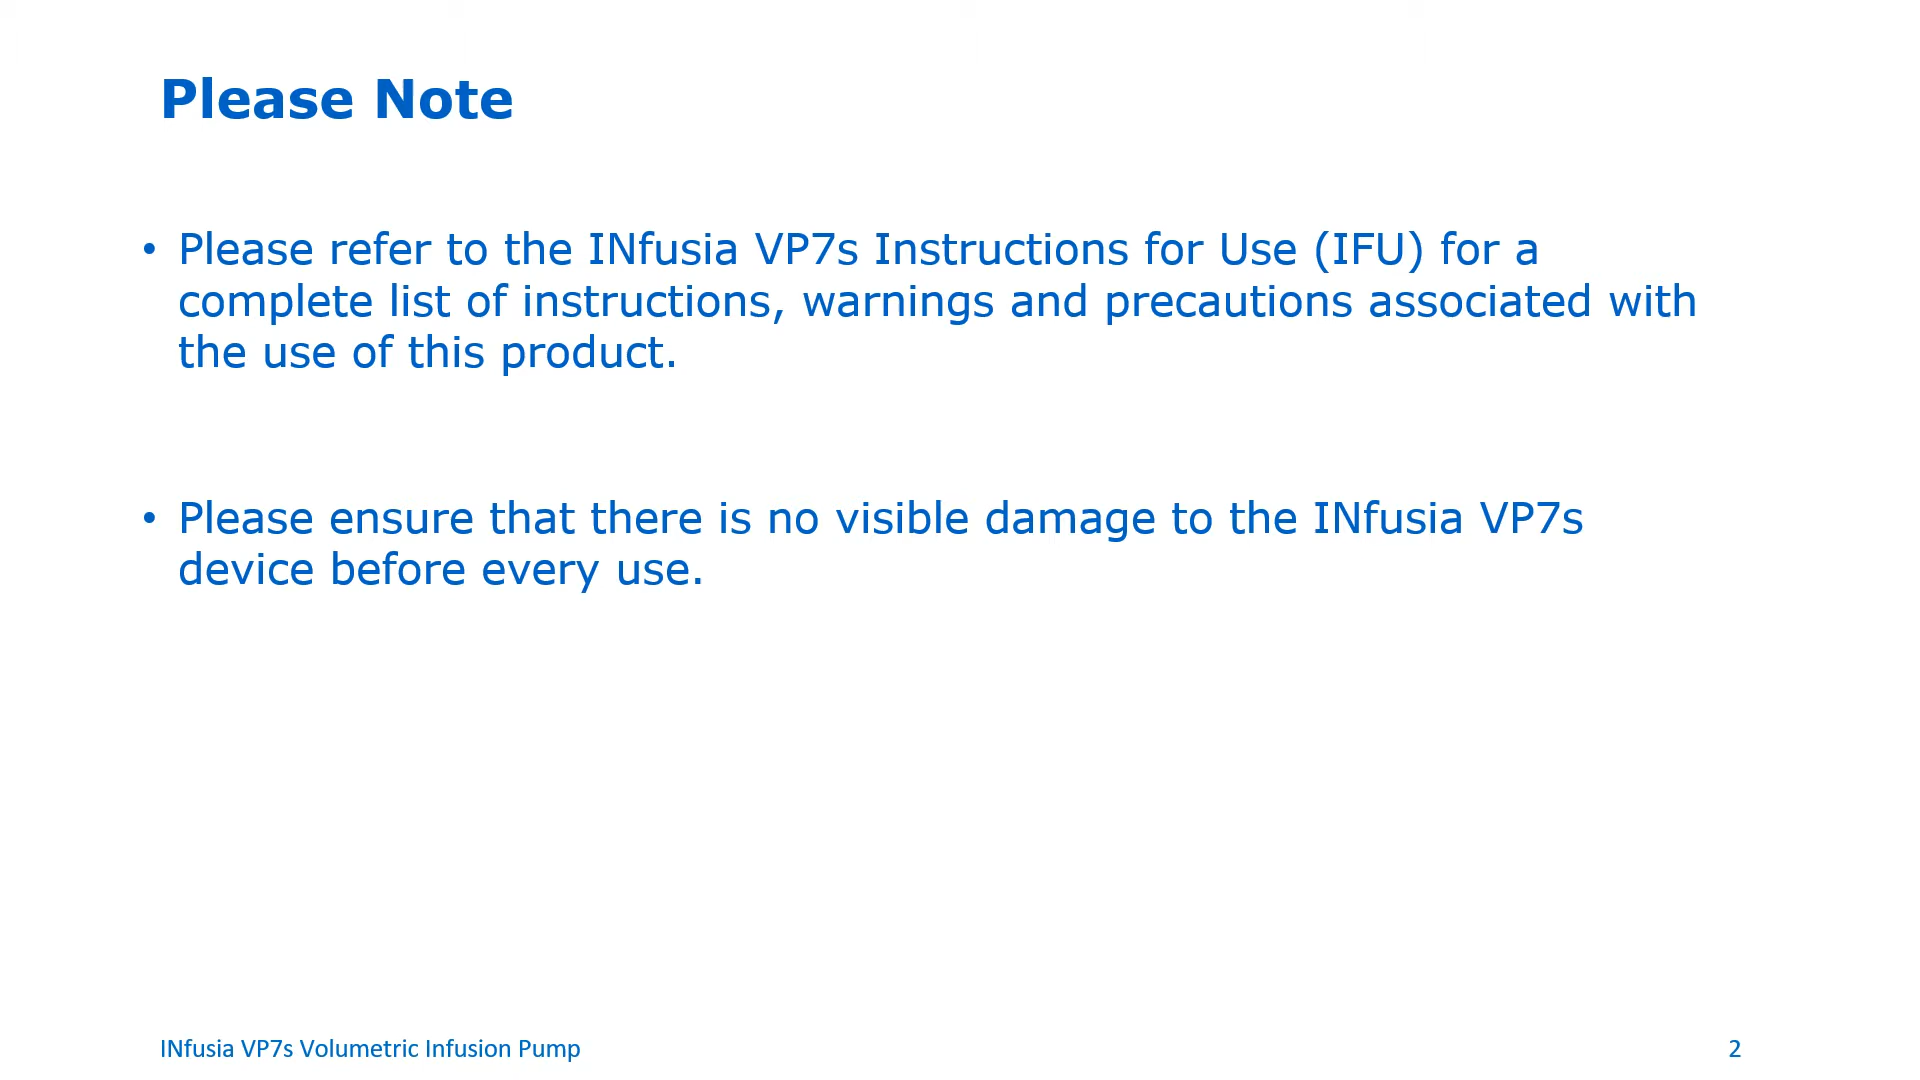 Please Note
• Please refer to the INfusia VP7s Instructions for Use (IFU) for a
complete list of instructions, warnings and precautions associated with
the use of this product.
• Please ensure that there is no visible damage to the INfusia VP7s
device before every use.
INfusia VP7s Volumetric Infusion Pump
2